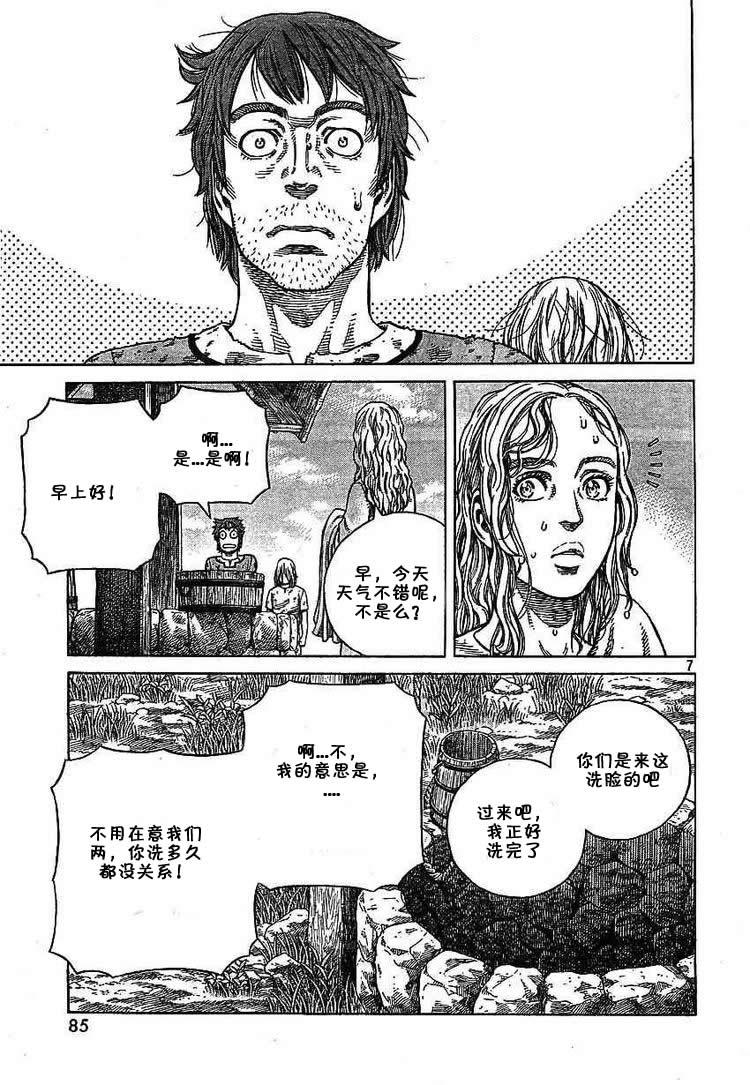 早，今天
天气不错呢，
不是么？
啊...
是...是啊！
早上好！
7
你们是来这
洗脸的吧
过来吧，
我正好
洗完了
啊...不，
我的意思是，
....
不用在意我们
两，你洗多久
都没关系！
85